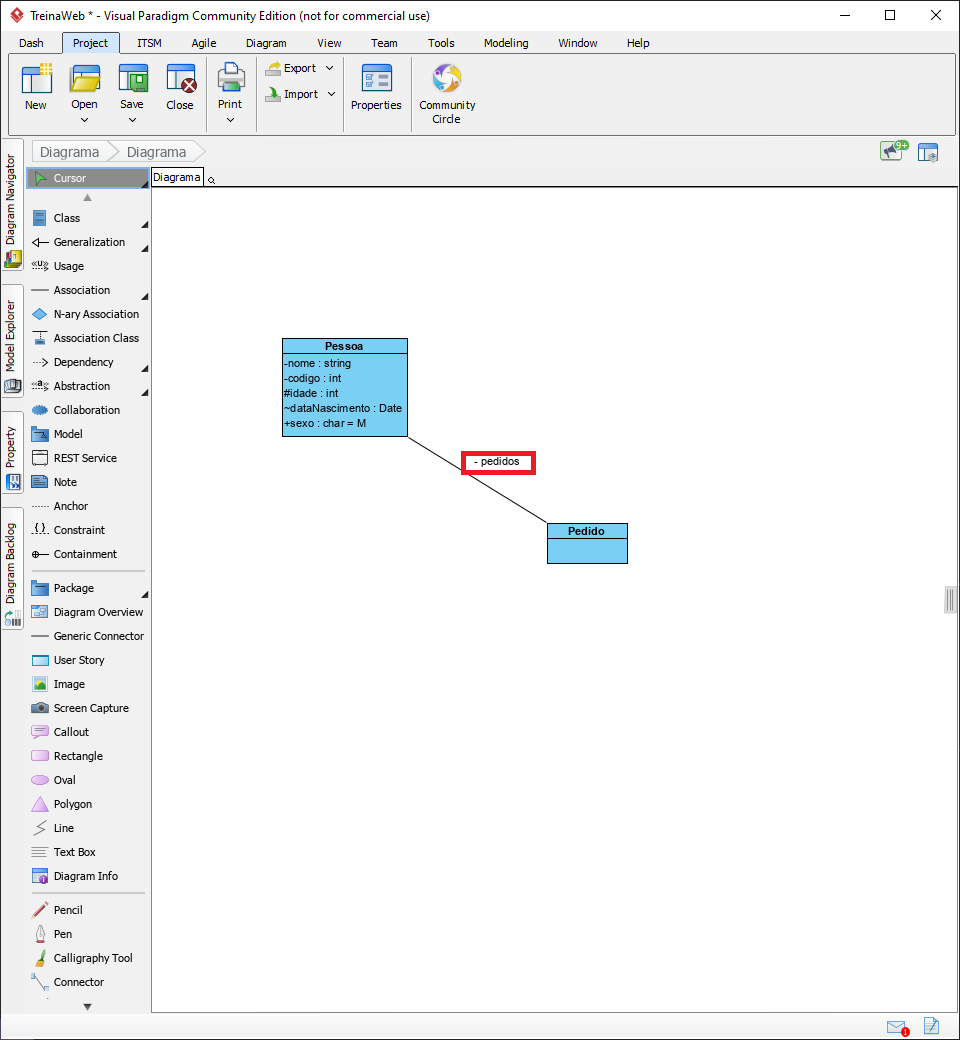 TreinaWeb * - Visual Paradigm Community Edition (not for commercial use)
Dash Project ITSM Agile Diagram View Team Tools Modeling Window Help
New Open Save Close Print Export Import Properties Community Circle
Diagrama Diagrama
9+
Diagram Navigator
Model Explorer
Property
Diagram Backlog
Cursor
Class
Generalization
«U» Usage
Association
N-ary Association
Association Class
Dependency
«a» Abstraction
Collaboration
Model
REST Service
Note
Anchor
{} Constraint
Containment
Package
Diagram Overview
Generic Connector
User Story
Image
Screen Capture
Callout
Rectangle
Oval
Polygon
Line
Text Box
Diagram Info
Pencil
Pen
Calligraphy Tool
Connector
Diagrama
Pessoa
-nome : string
-codigo : int
#idade : int
~dataNascimento : Date
+sexo : char = M
- pedidos
Pedido
1